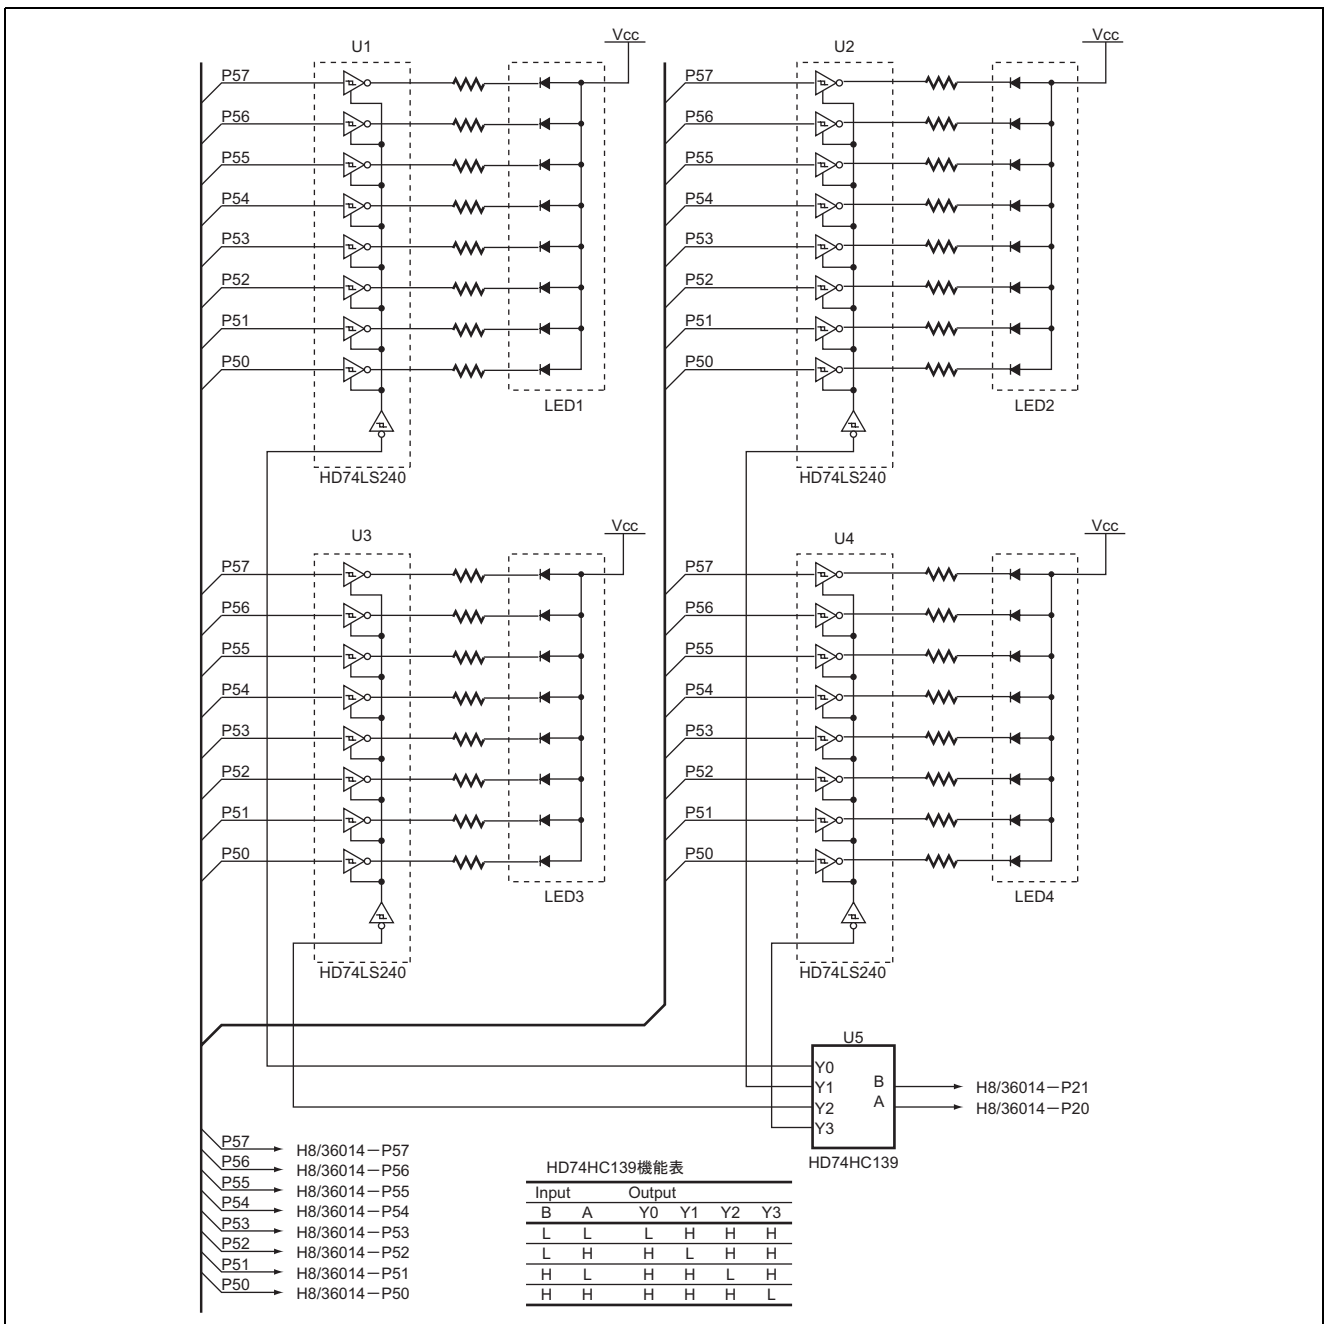 U1
Vcc
P57
P56
P55
P54
P53
P52
P51
P50
LED1
HD74LS240
U2
Vcc
P57
P56
P55
P54
P53
P52
P51
P50
LED2
HD74LS240
U3
Vcc
P57
P56
P55
P54
P53
P52
P51
P50
LED3
HD74LS240
U4
Vcc
P57
P56
P55
P54
P53
P52
P51
P50
LED4
HD74LS240
U5
Y0
Y1
Y2
Y3
B
A
H8/36014－P21
H8/36014－P20
HD74HC139
P57 H8/36014－P57
P56 H8/36014－P56
P55 H8/36014－P55
P54 H8/36014－P54
P53 H8/36014－P53
P52 H8/36014－P52
P51 H8/36014－P51
P50 H8/36014－P50
HD74HC139機能表
Input Output
B A Y0 Y1 Y2 Y3
L L L H H H
L H H L H H
H L H H L H
H H H H H L